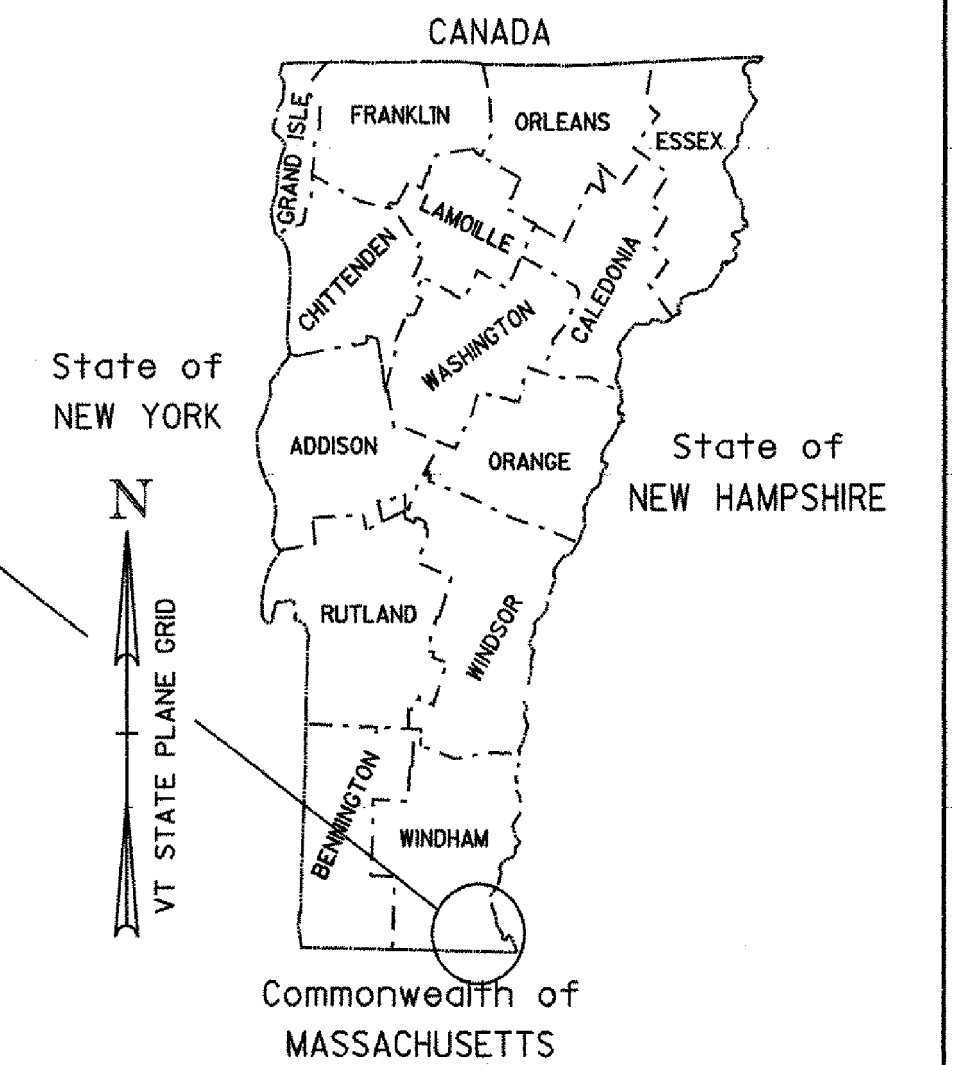 CANADA
FRANKLIN
ORLEANS
ESSEX
GRAND ISLE
LAMOILLE
CHITTENDEN
CALEDONIA
WASHINGTON
State of
NEW YORK
ADDISON
ORANGE
State of
NEW HAMPSHIRE
N
VT STATE PLANE GRID
RUTLAND
WINDSOR
BENNINGTON
WINDHAM
Commonwealth of
MASSACHUSETTS